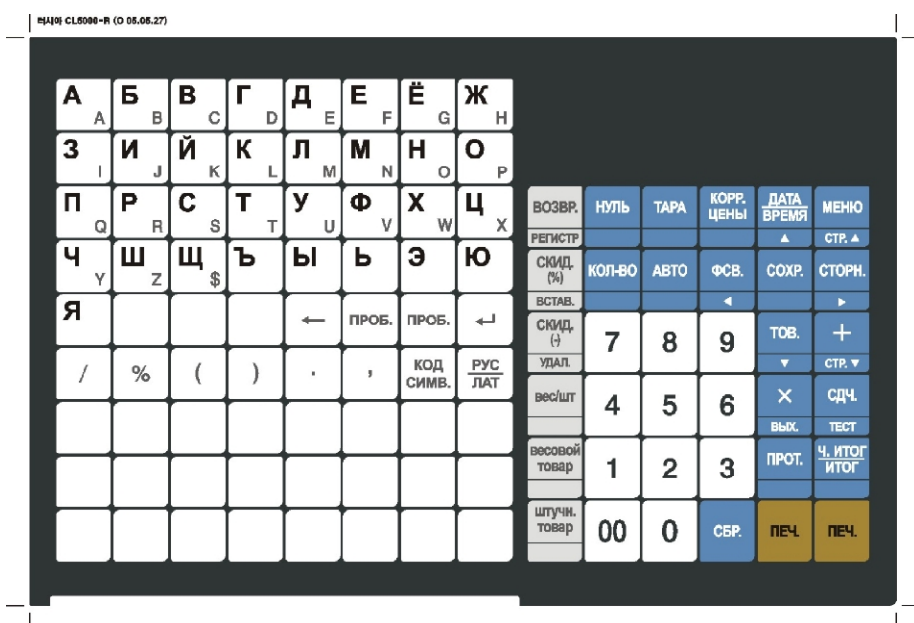 러시아 CL5000-R (O 05.05.27)
А A Б B В C Г D Д E Е F Ё G Ж H
З I И J Й K К L Л M М N Н O О P
П Q Р R С S Т T У U Ф V Х W Ц X
Ч Y Ш Z Щ $ Ъ Ы Ь Э Ю
Я ← ПРОБ. ПРОБ. ↵
/ % ( ) . , КОД СИМВ. РУС ЛАТ
ВОЗВР. НУЛЬ ТАРА КОРР. ЦЕНЫ ДАТА ВРЕМЯ МЕНЮ
РЕГИСТР ▲ СТР. ▲
СКИД. (%) КОЛ-ВО АВТО ФСВ. СОХР. СТОРН.
ВСТАВ. ◄ ►
СКИД. (-) 7 8 9 ТОВ. +
УДАЛ. ▼ СТР. ▼
вес/шт 4 5 6 × СДЧ.
ВЫХ. ТЕСТ
весовой товар 1 2 3 ПРОТ. Ч. ИТОГ ИТОГ
штучн. товар 00 0 СБР. ПЕЧ. ПЕЧ.